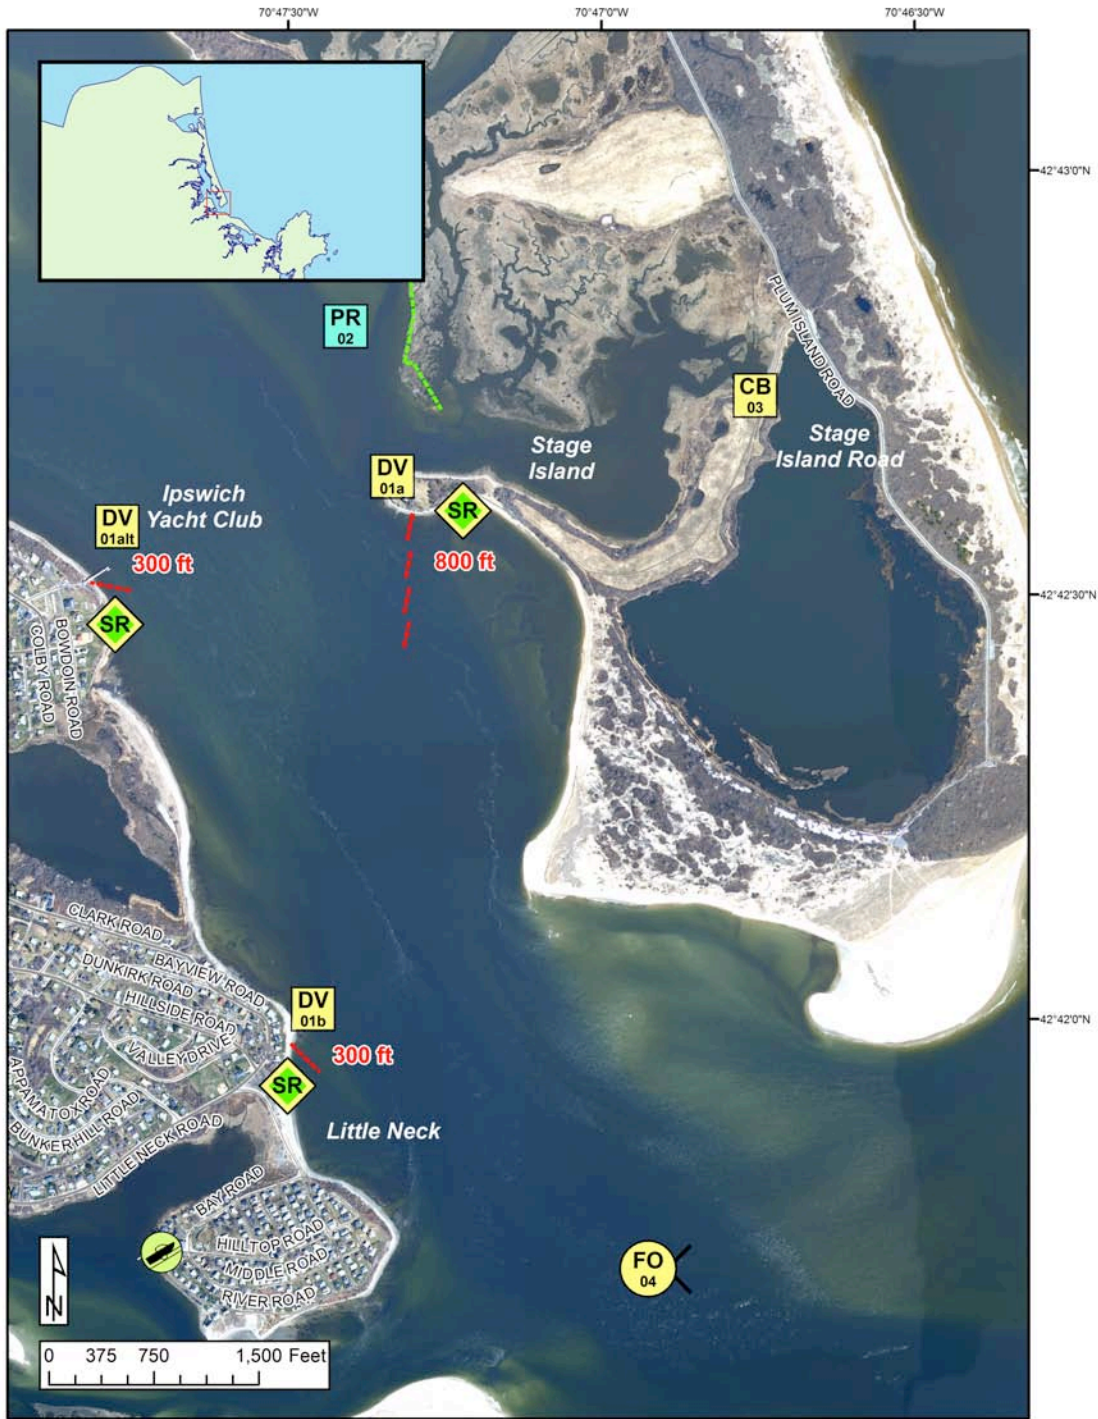 70°47'30"W
70°47'0"W
70°46'30"W
42°43'0"N
PR
02
PLUM ISLAND ROAD
CB
03
Stage
Island
Stage
Island Road
DV
01a
SR
800 ft
Ipswich
Yacht Club
DV
01alt
300 ft
SR
42°42'30"N
BOWDOIN ROAD
COLBY ROAD
CLARK ROAD
BAYVIEW ROAD
DUNKIRK ROAD
HILLSIDE ROAD
VALLEY DRIVE
DV
01b
42°42'0"N
300 ft
SR
APPAMATOX ROAD
BUNKER HILL ROAD
LITTLE NECK ROAD
Little Neck
BAY ROAD
HILLTOP ROAD
MIDDLE ROAD
RIVER ROAD
FO
04
N
0 375 750 1,500 Feet